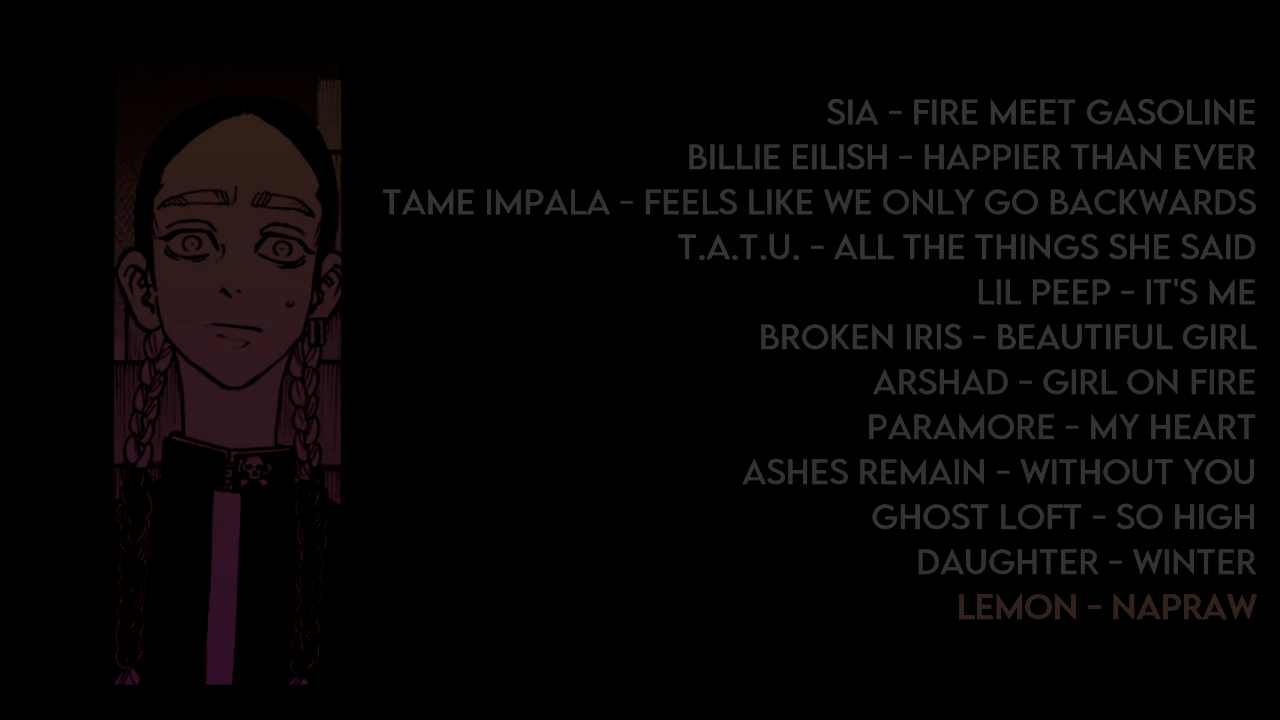 SIA - FIRE MEET GASOLINE
BILLIE EILISH - HAPPIER THAN EVER
TAME IMPALA - FEELS LIKE WE ONLY GO BACKWARDS
T.A.T.U. - ALL THE THINGS SHE SAID
LIL PEEP - IT'S ME
BROKEN IRIS - BEAUTIFUL GIRL
ARSHAD - GIRL ON FIRE
PARAMORE - MY HEART
ASHES REMAIN - WITHOUT YOU
GHOST LOFT - SO HIGH
DAUGHTER - WINTER
LEMON - NAPRAW